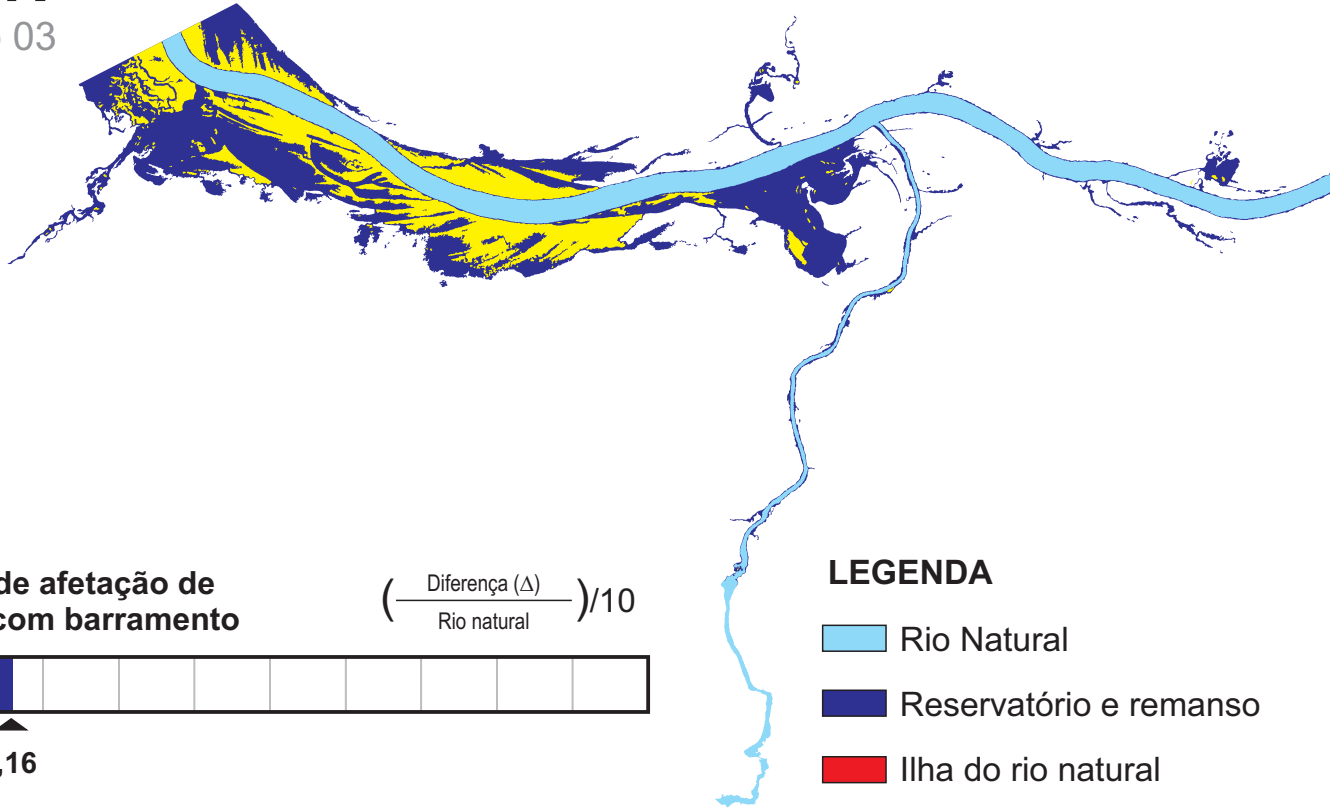 03
de afetação de
com barramento
( Diferença (Δ)
Rio natural )/10
,16
LEGENDA
Rio Natural
Reservatório e remanso
Ilha do rio natural